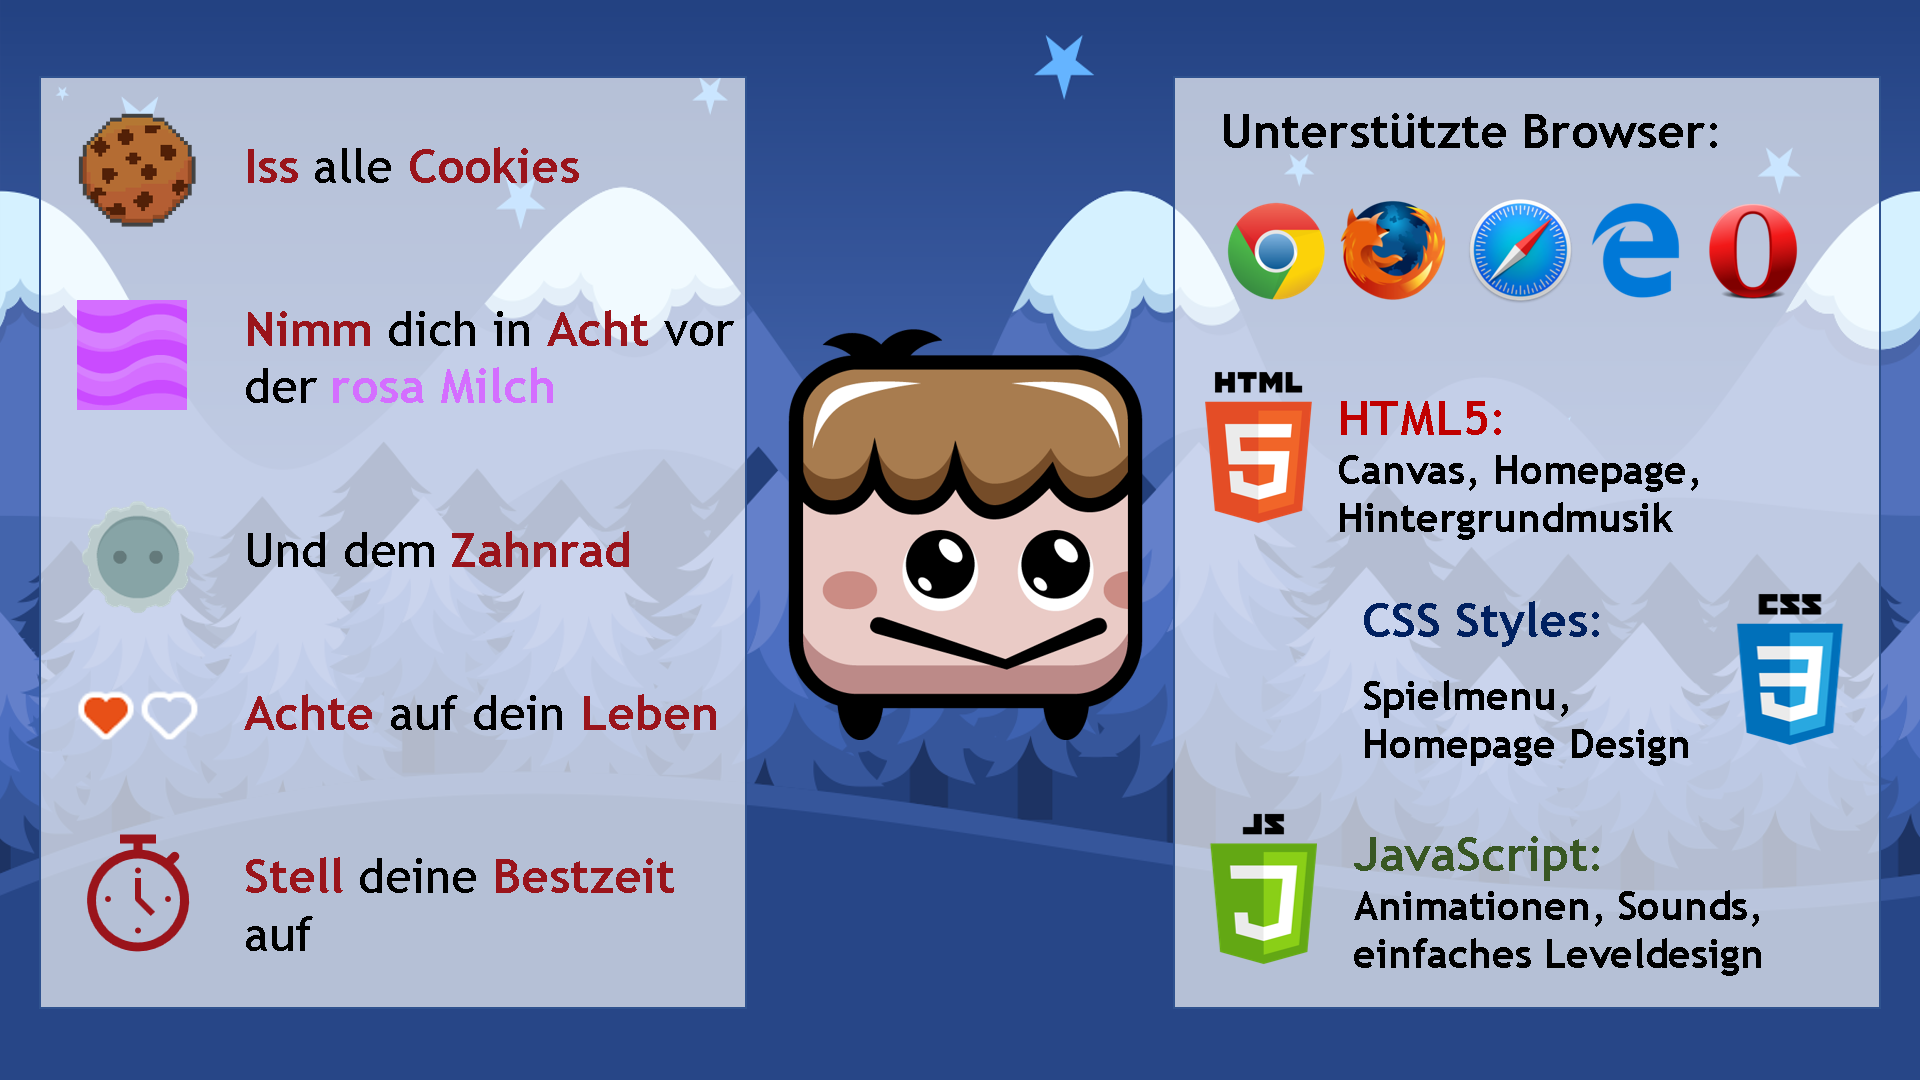 Iss alle Cookies
Nimm dich in Acht vor
der rosa Milch
Und dem Zahnrad
Achte auf dein Leben
Stell deine Bestzeit
auf
Unterstützte Browser:
HTML
5
HTML5:
Canvas, Homepage,
Hintergrundmusik
CSS Styles:
Spielmenu,
Homepage Design
CSS
3
JS
JavaScript:
Animationen, Sounds,
einfaches Leveldesign